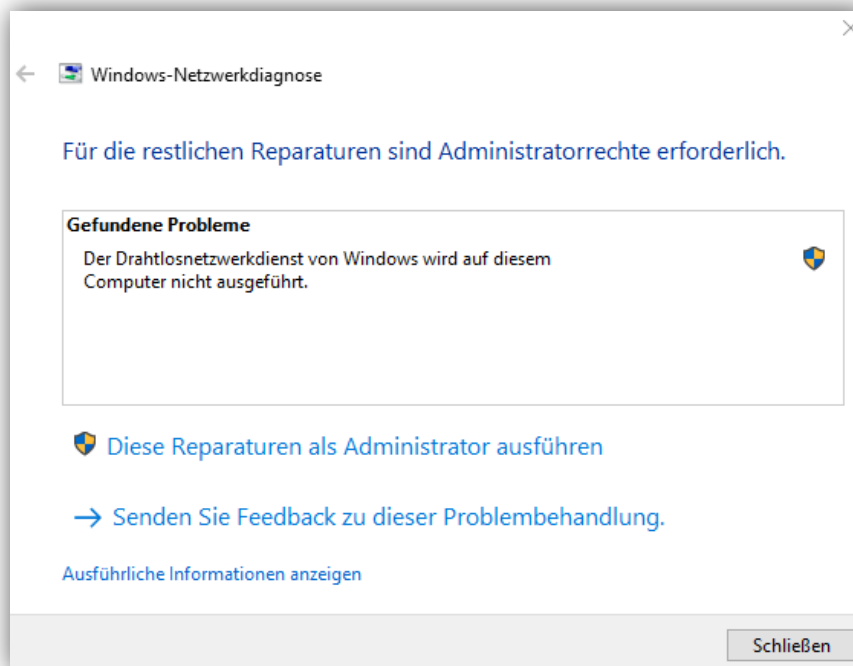 Windows-Netzwerkdiagnose
Für die restlichen Reparaturen sind Administratorrechte erforderlich.
Gefundene Probleme
Der Drahtlosnetzwerkdienst von Windows wird auf diesem
Computer nicht ausgeführt.
Diese Reparaturen als Administrator ausführen
Senden Sie Feedback zu dieser Problembehandlung.
Ausführliche Informationen anzeigen
Schließen